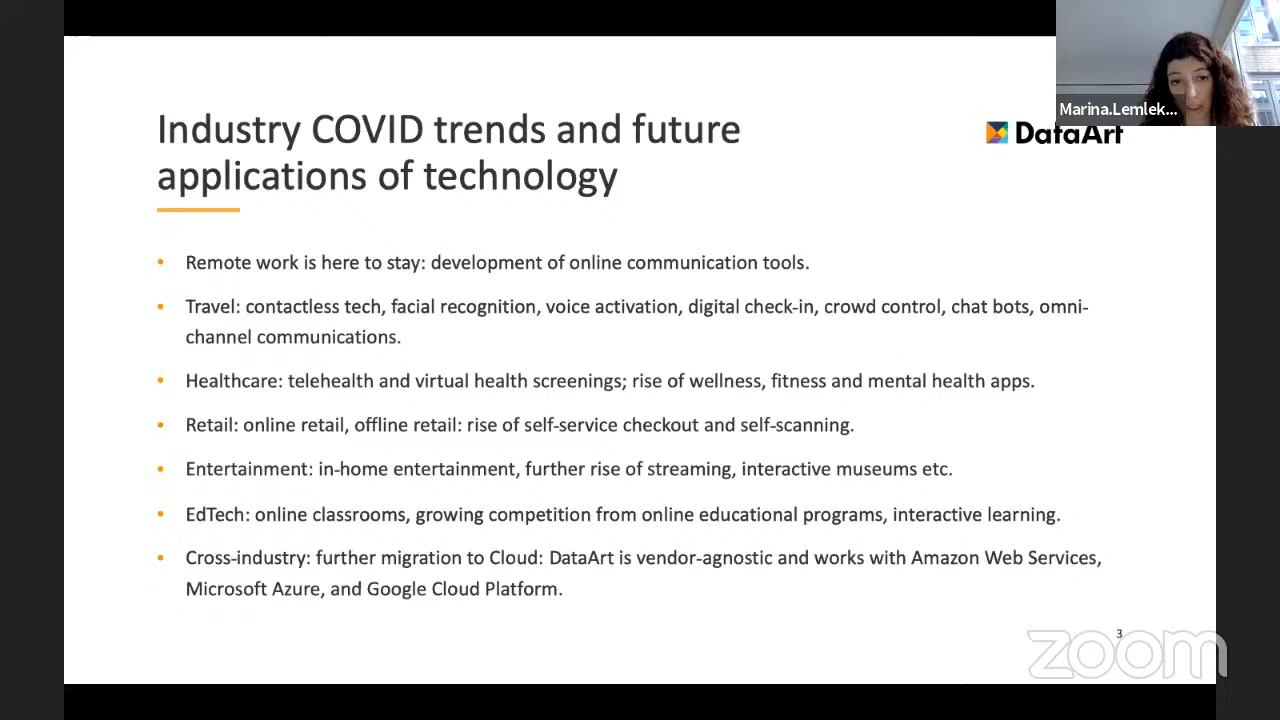 Marina.Lemlek...
Industry COVID trends and future
applications of technology
DataArt
• Remote work is here to stay: development of online communication tools.
• Travel: contactless tech, facial recognition, voice activation, digital check-in, crowd control, chat bots, omni-
channel communications.
• Healthcare: telehealth and virtual health screenings; rise of wellness, fitness and mental health apps.
• Retail: online retail, offline retail: rise of self-service checkout and self-scanning.
• Entertainment: in-home entertainment, further rise of streaming, interactive museums etc.
• EdTech: online classrooms, growing competition from online educational programs, interactive learning.
• Cross-industry: further migration to Cloud: DataArt is vendor-agnostic and works with Amazon Web Services,
Microsoft Azure, and Google Cloud Platform.
3
zoom